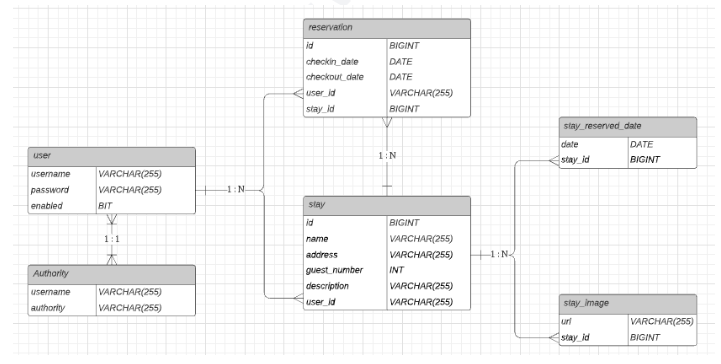 reservation
id BIGINT
checkin_date DATE
checkout_date DATE
user_id VARCHAR(255)
stay_id BIGINT
user
username VARCHAR(255)
password VARCHAR(255)
enabled BIT
1 : N
1 : N
1 : 1
Authority
username VARCHAR(255)
authority VARCHAR(255)
stay
id BIGINT
name VARCHAR(255)
address VARCHAR(255)
guest_number INT
description VARCHAR(255)
user_id VARCHAR(255)
1 : N
stay_reserved_date
date DATE
stay_id BIGINT
stay_image
url VARCHAR(255)
stay_id BIGINT